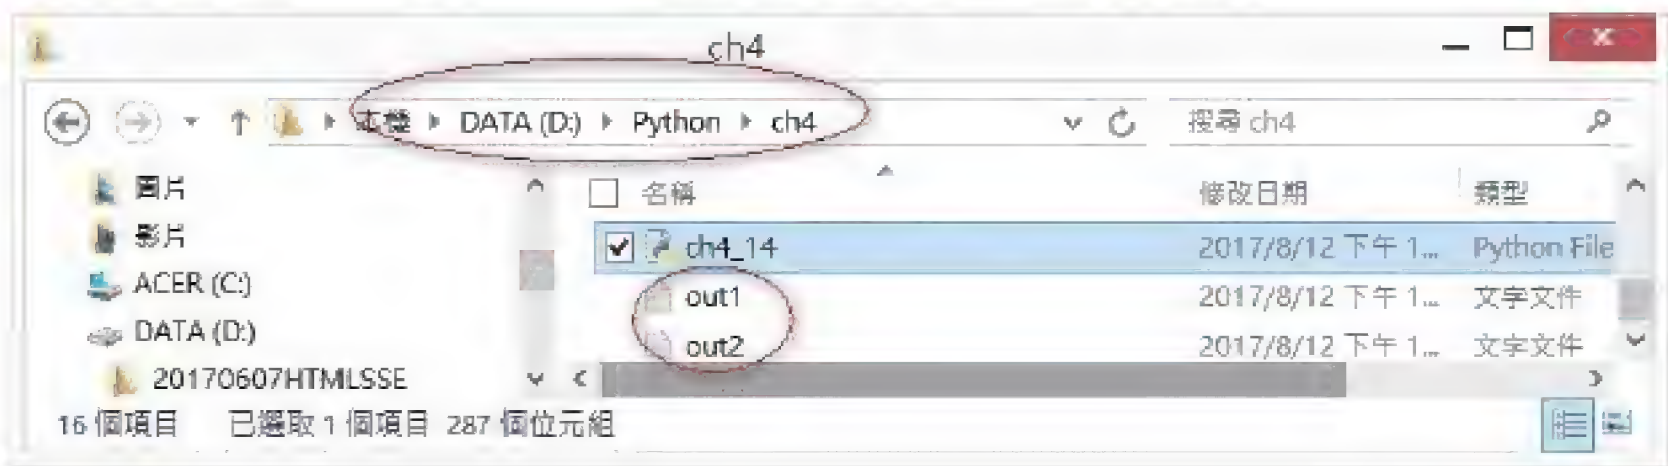 ch4
本機 DATA (D:) Python ch4 搜尋 ch4
圖片 名稱 修改日期 類型
影片 ch4_14 2017/8/12 下午 1... Python File
ACER (C:) out1 2017/8/12 下午 1... 文字文件
DATA (D:) out2 2017/8/12 下午 1... 文字文件
20170607HTMLSSE
16 個項目 已選取 1 個項目 287 個位元組